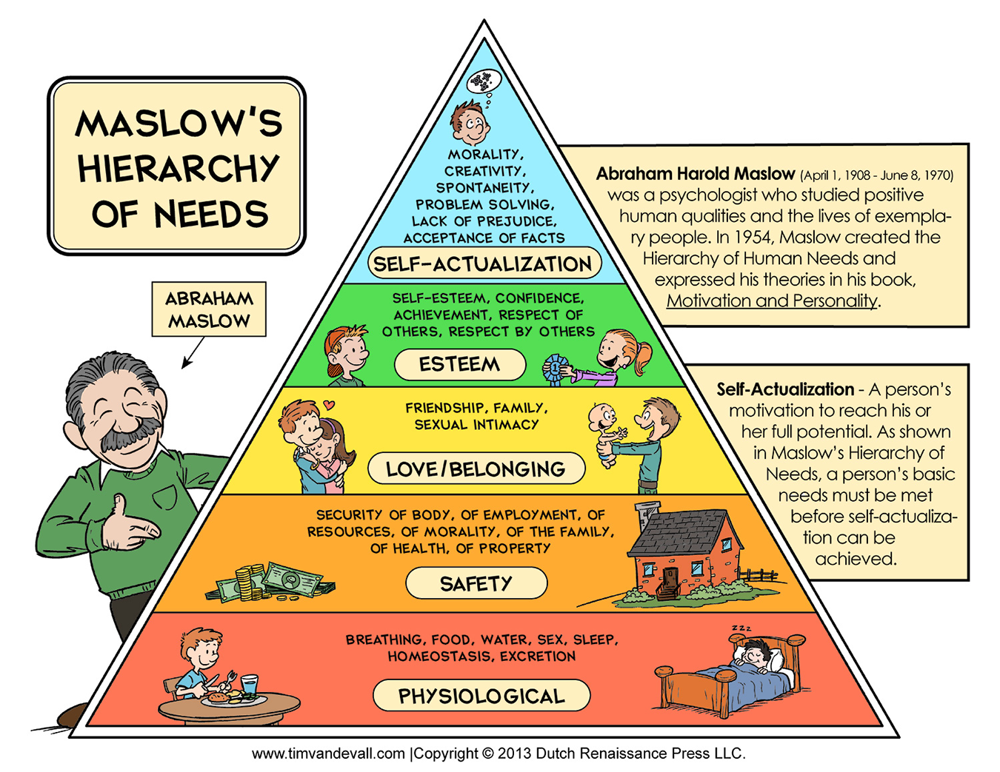 MASLOW'S
HIERARCHY
OF NEEDS
ABRAHAM
MASLOW
MORALITY,
CREATIVITY,
SPONTANEITY,
PROBLEM SOLVING,
LACK OF PREJUDICE,
ACCEPTANCE OF FACTS
SELF-ACTUALIZATION
SELF-ESTEEM, CONFIDENCE,
ACHIEVEMENT, RESPECT OF
OTHERS, RESPECT BY OTHERS
ESTEEM
1
FRIENDSHIP, FAMILY,
SEXUAL INTIMACY
LOVE/BELONGING
SECURITY OF BODY, OF EMPLOYMENT, OF
RESOURCES, OF MORALITY, OF THE FAMILY,
OF HEALTH, OF PROPERTY
SAFETY
BREATHING, FOOD, WATER, SEX, SLEEP,
HOMEOSTASIS, EXCRETION
PHYSIOLOGICAL
zzz
Abraham Harold Maslow (April 1, 1908 - June 8, 1970)
was a psychologist who studied positive
human qualities and the lives of exempla-
ry people. In 1954, Maslow created the
Hierarchy of Human Needs and
expressed his theories in his book,
Motivation and Personality.
Self-Actualization - A person's
motivation to reach his or
her full potential. As shown
in Maslow's Hierarchy of
Needs, a person's basic
needs must be met
before self-actualiza-
tion can be
achieved.
www.timvandevall.com |Copyright © 2013 Dutch Renaissance Press LLC.